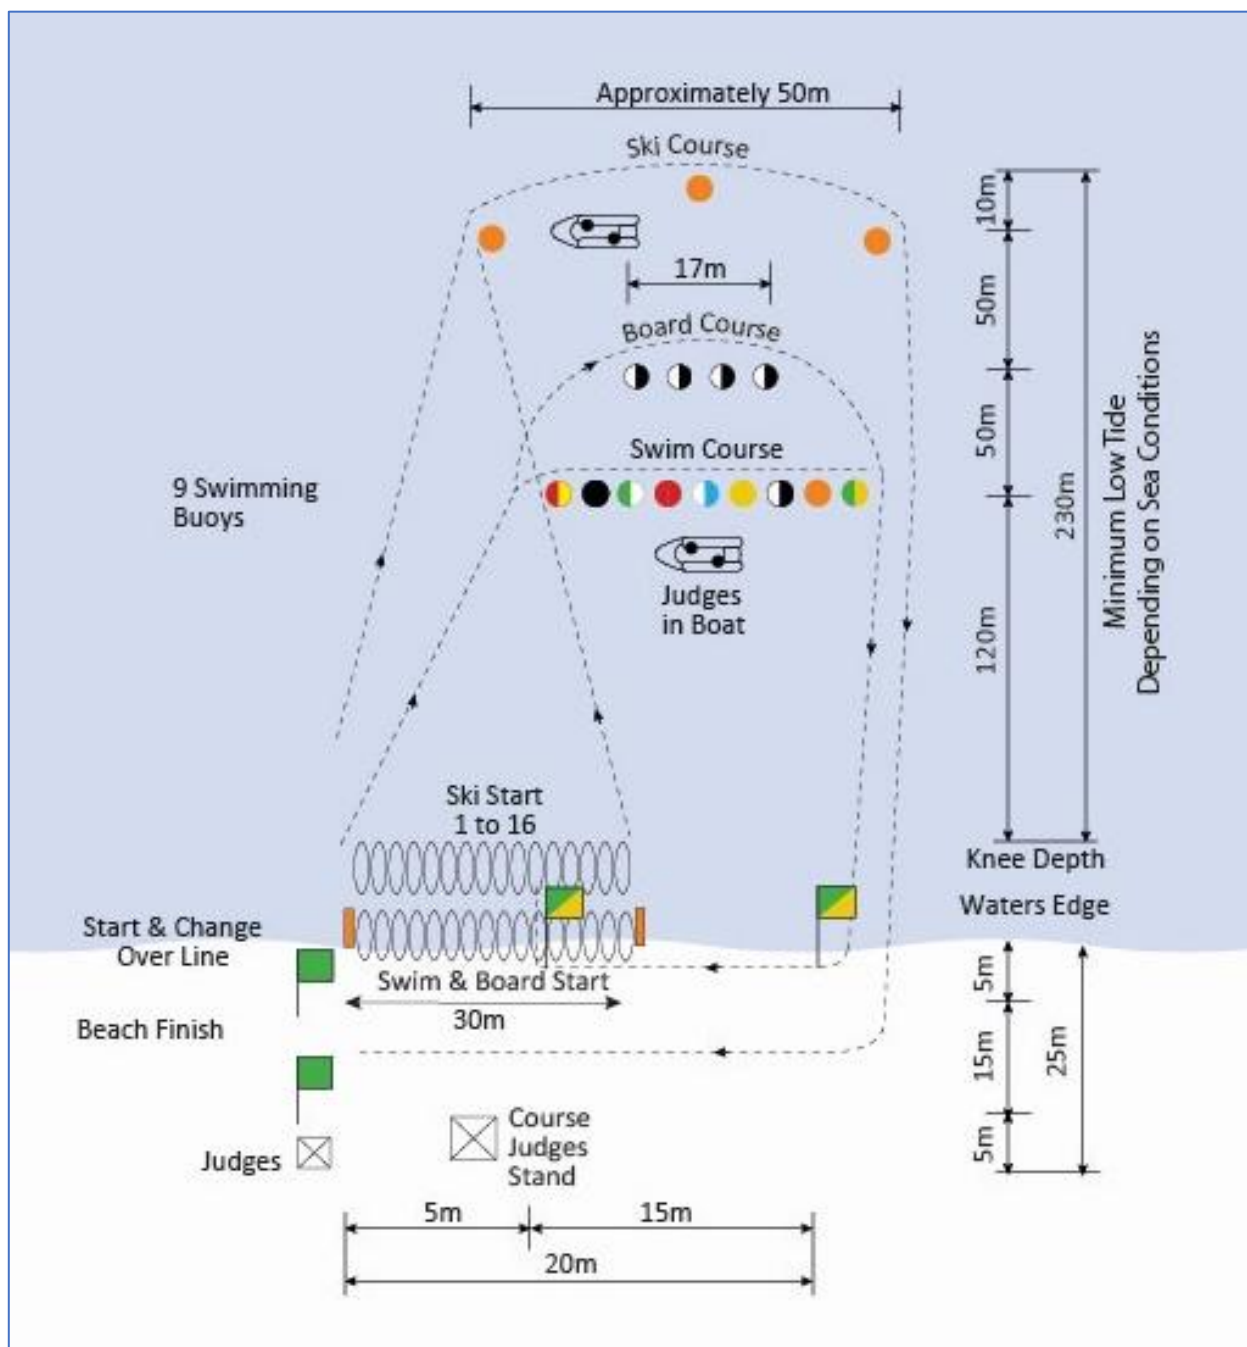 Approximately 50m
Ski Course
10m
17m
50m
Board Course
50m
Swim Course
9 Swimming
Buoys
230m
Minimum Low Tide
Depending on Sea Conditions
Judges
in Boat
120m
Ski Start
1 to 16
Knee Depth
Waters Edge
Start & Change
Over Line
Swim & Board Start
30m
5m
Beach Finish
15m
25m
Course
Judges
Stand
Judges
5m
5m
15m
20m